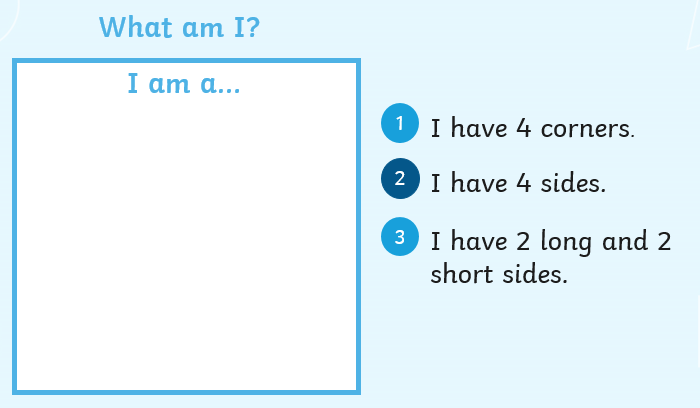 What am I?
I am a...
1 I have 4 corners.
2 I have 4 sides.
3 I have 2 long and 2
short sides.